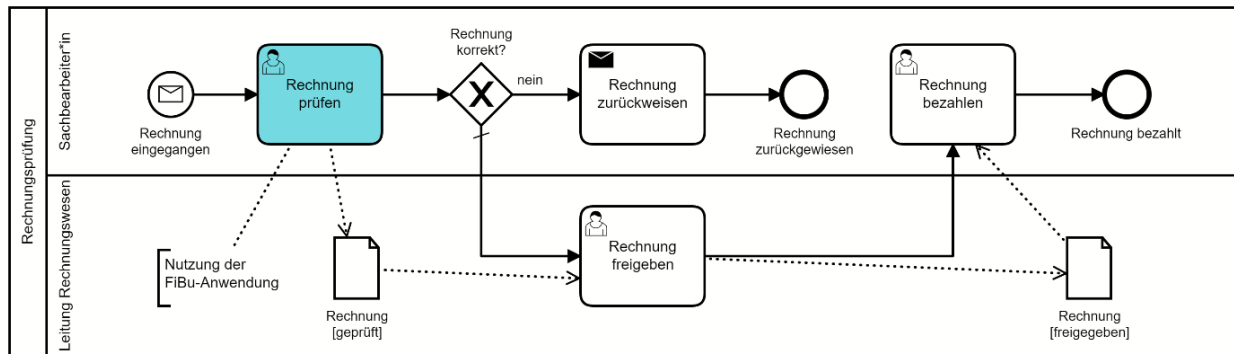 Rechnungsprüfung
Sachbearbeiter*in
Rechnung
eingegangen
Rechnung
prüfen
Rechnung
korrekt?
nein
Rechnung
zurückweisen
Rechnung
zurückgewiesen
Rechnung
bezahlen
Rechnung bezahlt
Leitung Rechnungswesen
Nutzung der
FiBu-Anwendung
Rechnung
[geprüft]
Rechnung
freigeben
Rechnung
[freigegeben]